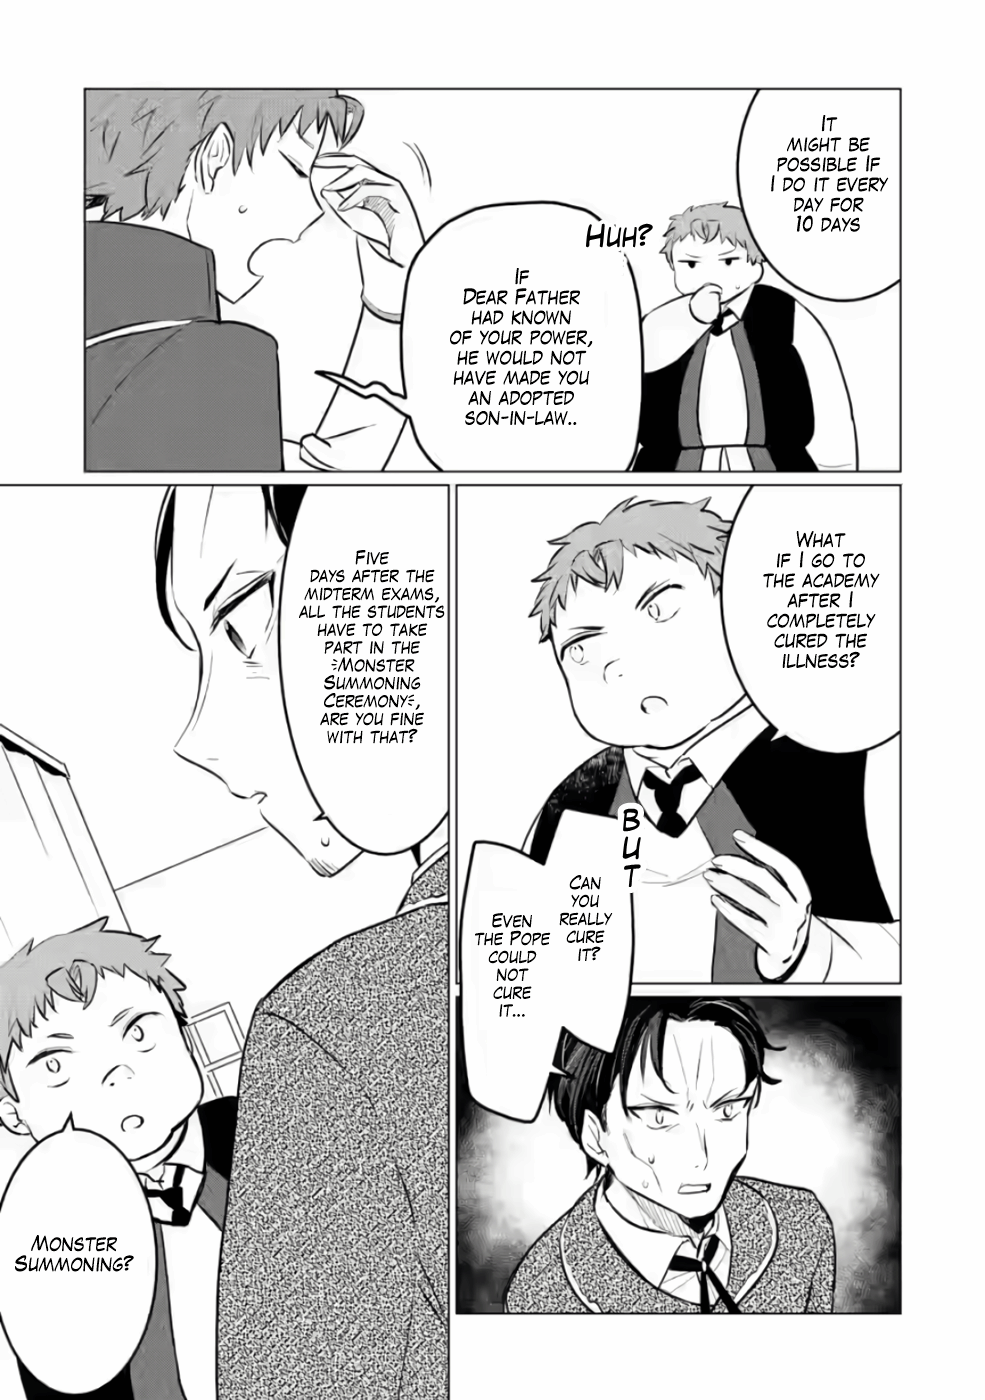 It
might be
possible if
I do it every
day for
10 days
Huh?
If
Dear Father
had known
of your power,
he would not
have made you
an adopted
son-in-law..
What
if I go to
the academy
after I
completely
cured the
illness?
But
Can
you
really
cure
it?
Even
the Pope
could
not
cure
it...
Five
days after the
midterm exams,
all the students
have to take
part in the
Monster
Summoning
Ceremony,
are you fine
with that?
Monster
Summoning?